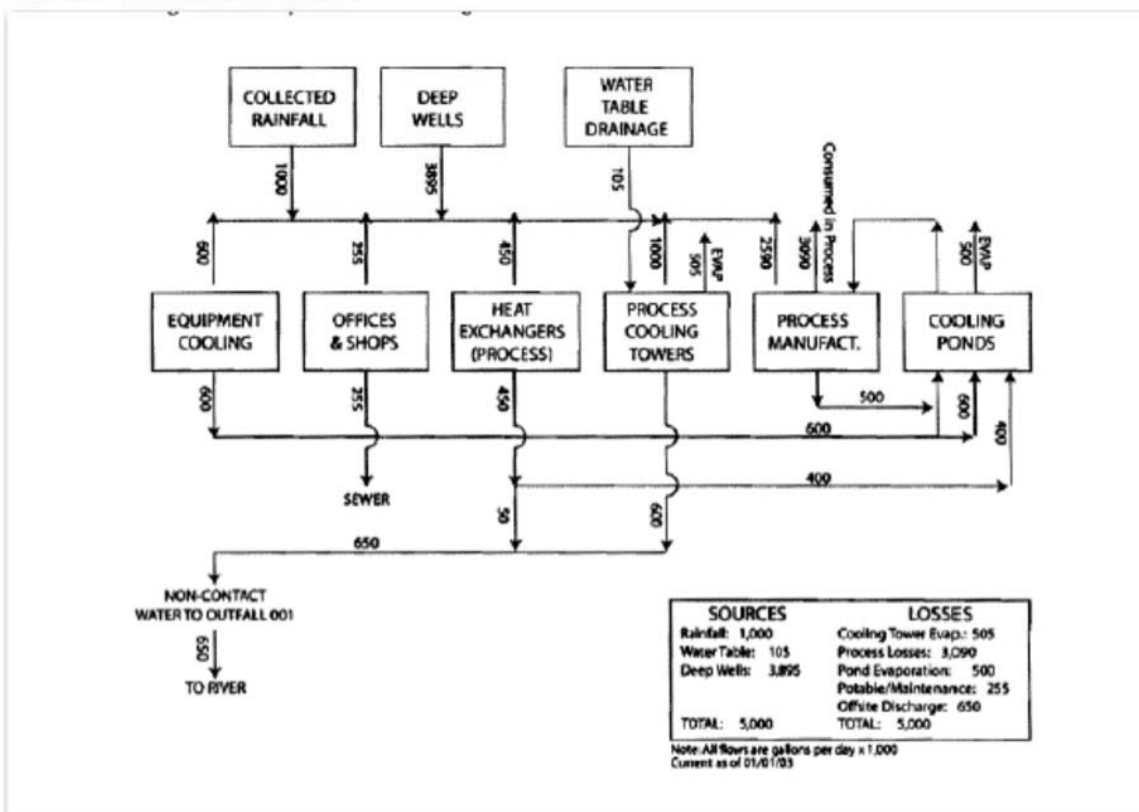 COLLECTED
RAINFALL
DEEP
WELLS
WATER
TABLE
DRAINAGE
1000
3895
105
Consumed in Process
600
255
450
1000
505
EVAP
2590
3090
500
EVAP
EQUIPMENT
COOLING
OFFICES
& SHOPS
HEAT
EXCHANGERS
(PROCESS)
PROCESS
COOLING
TOWERS
PROCESS
MANUFACT.
COOLING
PONDS
600
255
450
500
600
600
400
SEWER
400
50
600
650
NON-CONTACT
WATER TO OUTFALL 001
650
TO RIVER
SOURCES
Rainfall: 1,000
Water Table: 105
Deep Wells: 3,895
TOTAL: 5,000
LOSSES
Cooling Tower Evap.: 505
Process Losses: 3,090
Pond Evaporation: 500
Potable/Maintenance: 255
Offsite Discharge: 650
TOTAL: 5,000
Note: All flows are gallons per day x 1,000
Current as of 01/01/03